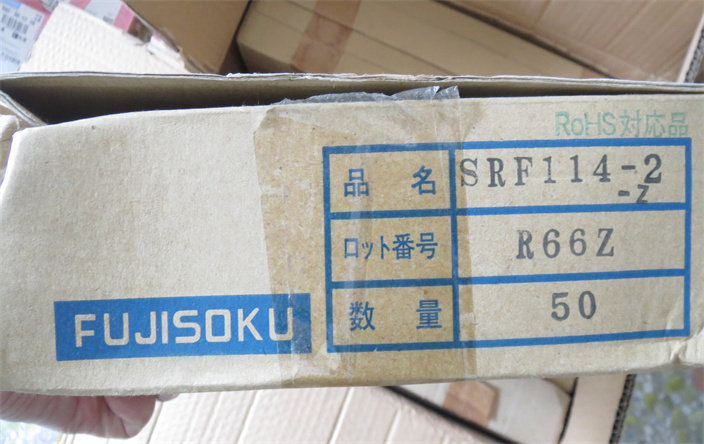 RoHS対応品
品名 SRF114-2
-Z
ロット番号 R66Z
数量 50
FUJISOKU